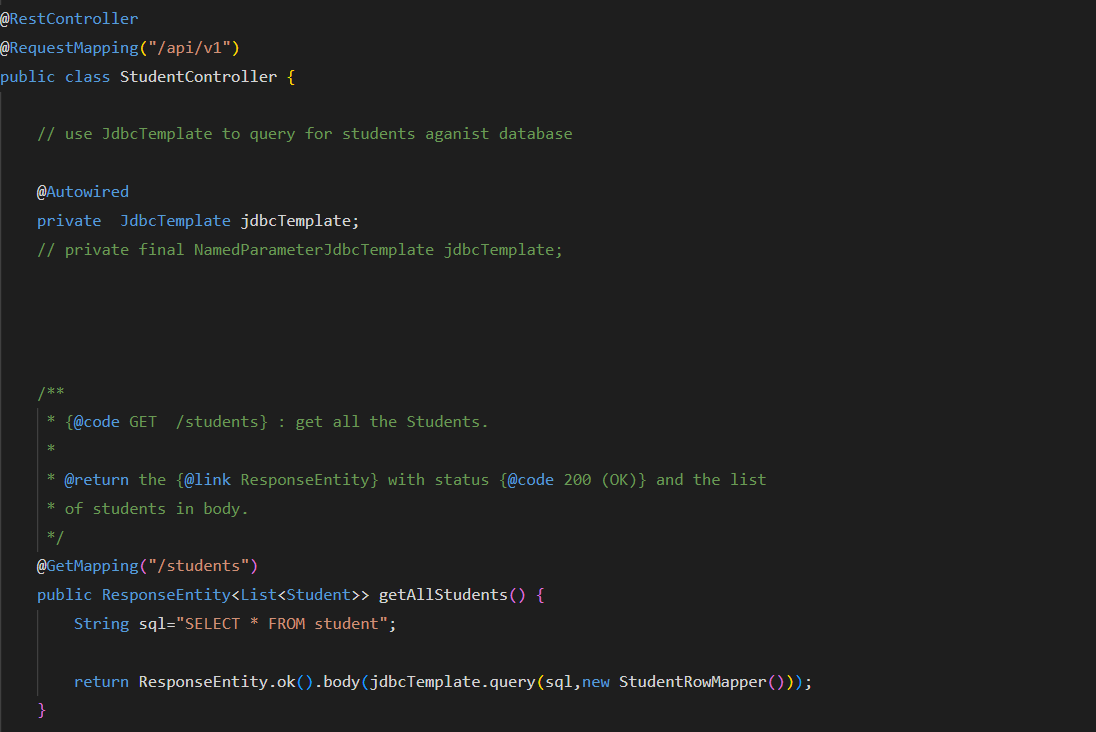 @RestController
@RequestMapping("/api/v1")
public class StudentController {
// use JdbcTemplate to query for students aganist database
@Autowired
private  JdbcTemplate jdbcTemplate;
// private final NamedParameterJdbcTemplate jdbcTemplate;
/**
* {@code GET  /students} : get all the Students.
*
* @return the {@link ResponseEntity} with status {@code 200 (OK)} and the list
* of students in body.
*/
@GetMapping("/students")
public ResponseEntity<List<Student>> getAllStudents() {
String sql="SELECT * FROM student";
return ResponseEntity.ok().body(jdbcTemplate.query(sql,new StudentRowMapper()));
}